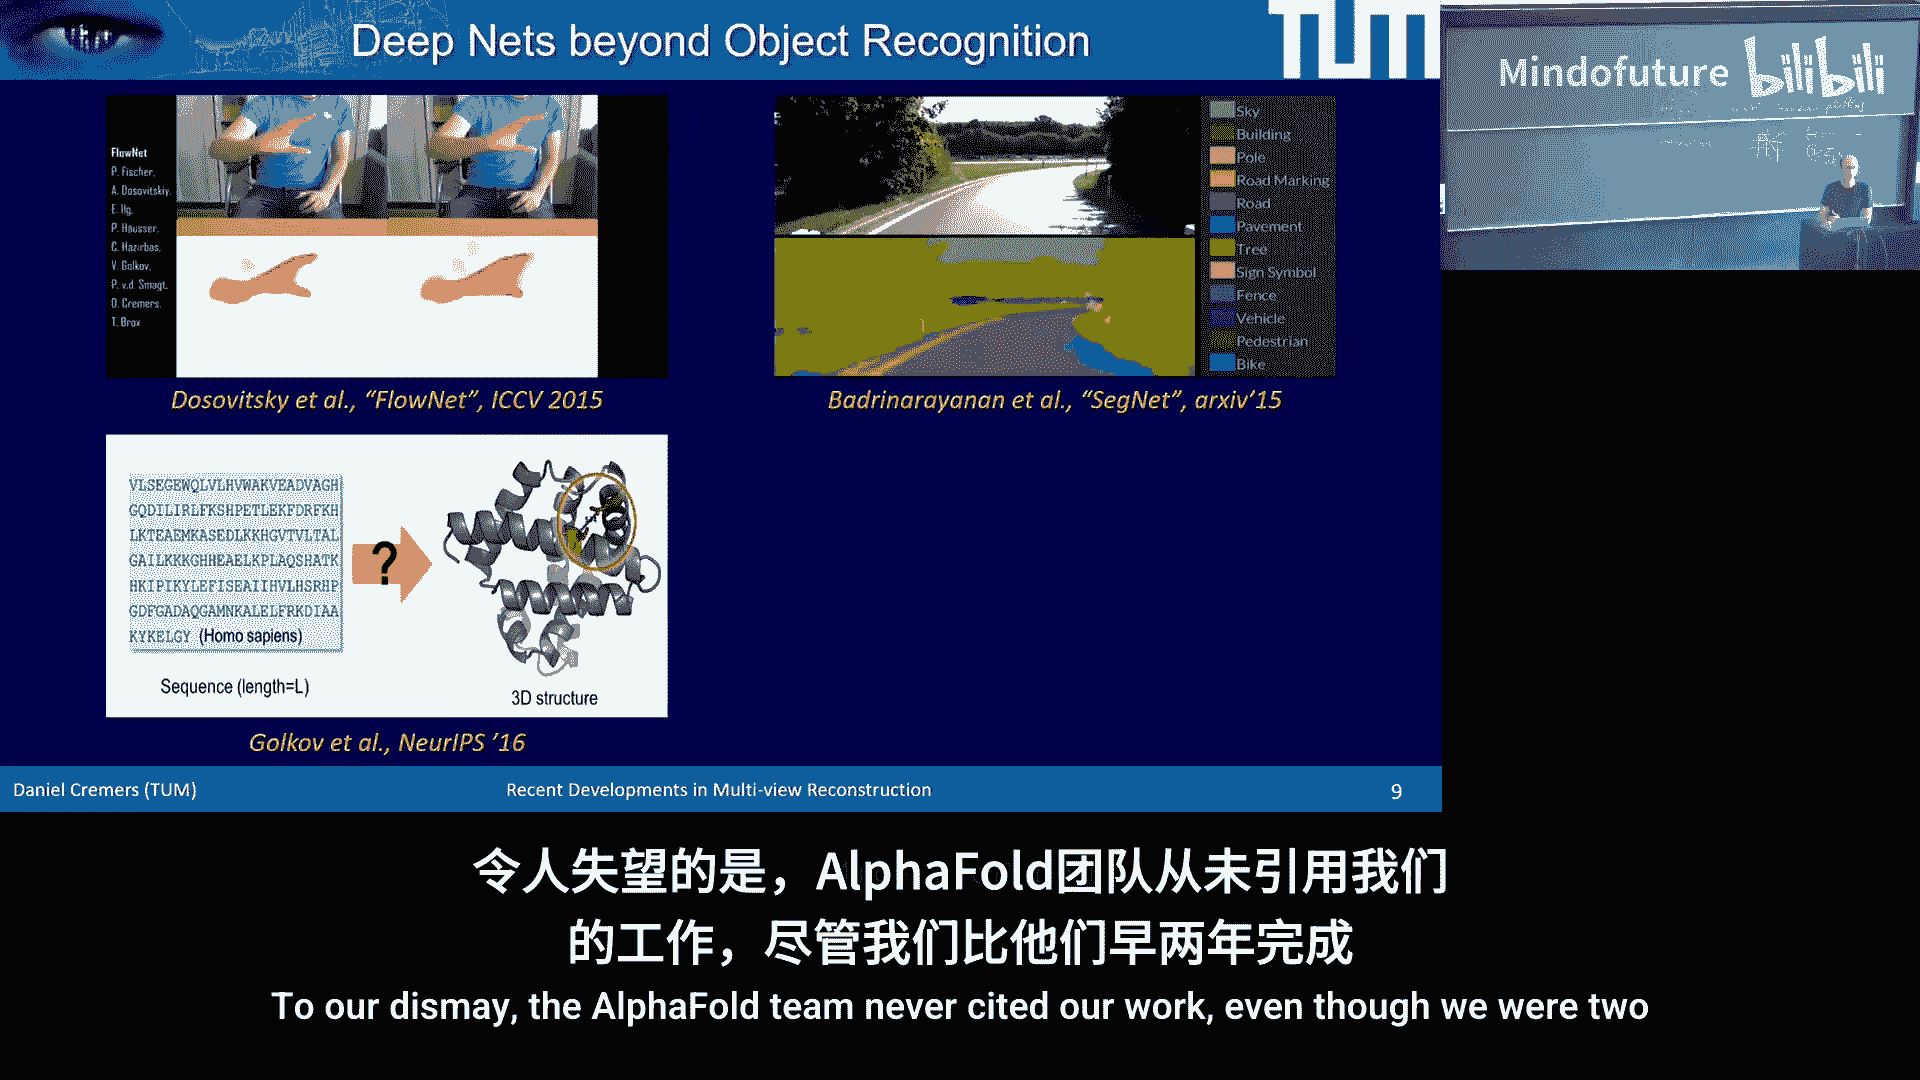 Deep Nets beyond Object Recognition
TUM
Mindofuture bilibili
FlowNet
P. Fischer,
A. Dosovitskiy,
E. Ilg,
P. Häusser,
C. Hazırbaş,
V. Golkov,
P. v.d. Smagt,
D. Cremers,
T. Brox
Sky
Building
Pole
Road Marking
Road
Pavement
Tree
Sign Symbol
Fence
Vehicle
Pedestrian
Bike
Dosovitsky et al., “FlowNet”, ICCV 2015
Badrinarayanan et al., “SegNet”, arxiv‘15
VLSEGEWQLVLHVWAKVEADVAGH
GQDILIRLFKSHPETLEKFDRFKH
LKTEAEMKASEDLKKHGVTVLTAL
GAILKKKGHHEAELKPLAQSHATK
HKIPIKYLEFISEAIIHVLHSRHP
GDFGADAQGAMNKALELFRKDIAA
KYKELGY (Homo sapiens)
?
Sequence (length=L)
3D structure
Golkov et al., NeurIPS ’16
Daniel Cremers (TUM)
Recent Developments in Multi-view Reconstruction
9
令人失望的是，AlphaFold团队从未引用我们
的工作，尽管我们比他们早两年完成
To our dismay, the AlphaFold team never cited our work, even though we were two